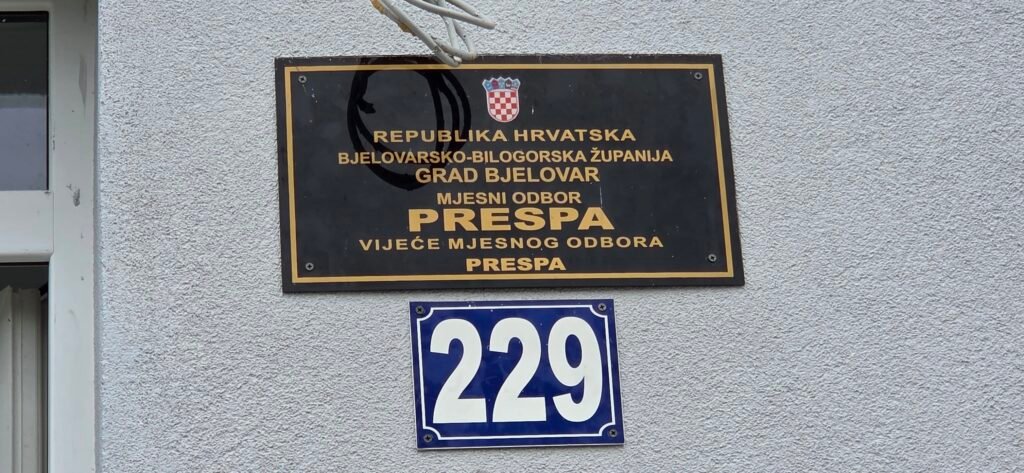 REPUBLIKA HRVATSKA
BJELOVARSKO-BILOGORSKA ŽUPANIJA
GRAD BJELOVAR
MJESNI ODBOR
PRESPA
VIJEĆE MJESNOG ODBORA
PRESPA
229